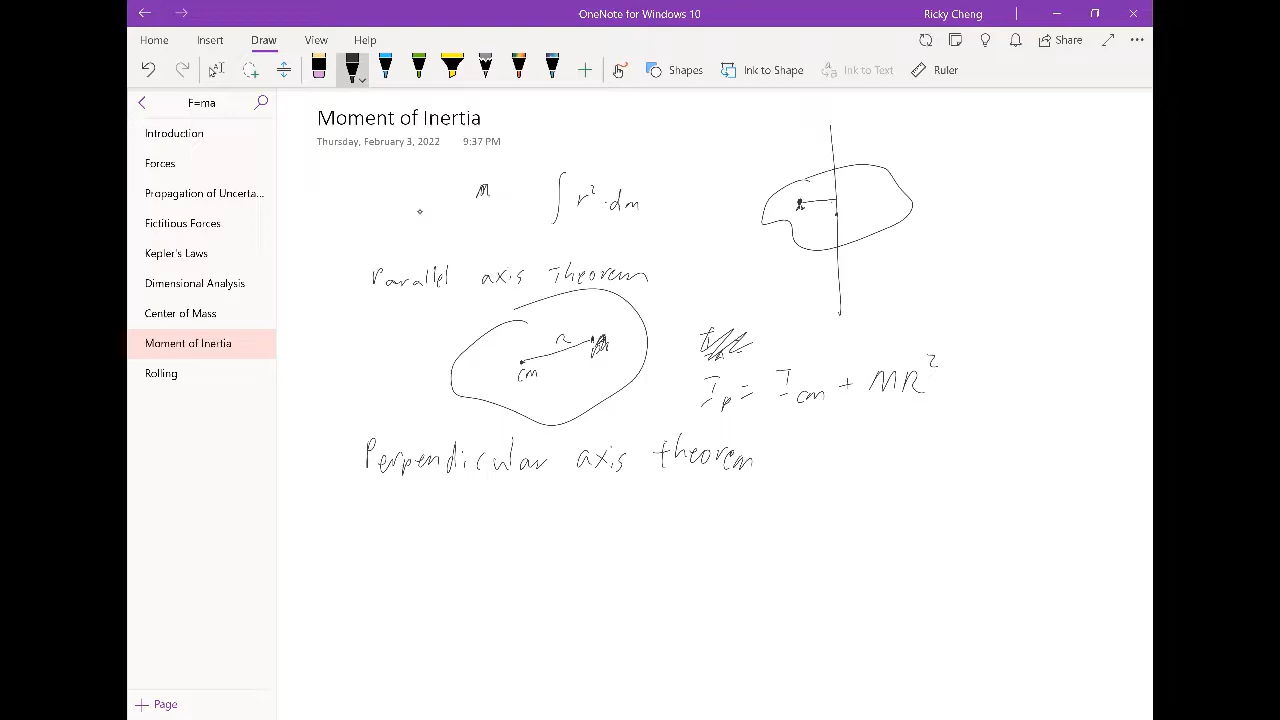 OneNote for Windows 10
Ricky Cheng
Home Insert Draw View Help
Share
Shapes Ink to Shape Ink to Text Ruler
F=ma
Introduction
Forces
Propagation of Uncerta...
Fictitious Forces
Kepler's Laws
Dimensional Analysis
Center of Mass
Moment of Inertia
Rolling
Page
Moment of Inertia
Thursday, February 3, 2022 9:37 PM
∫ r² · dm
Parallel axis Theorem
cm
I_p = I_cm + MR²
Perpendicular axis theorem